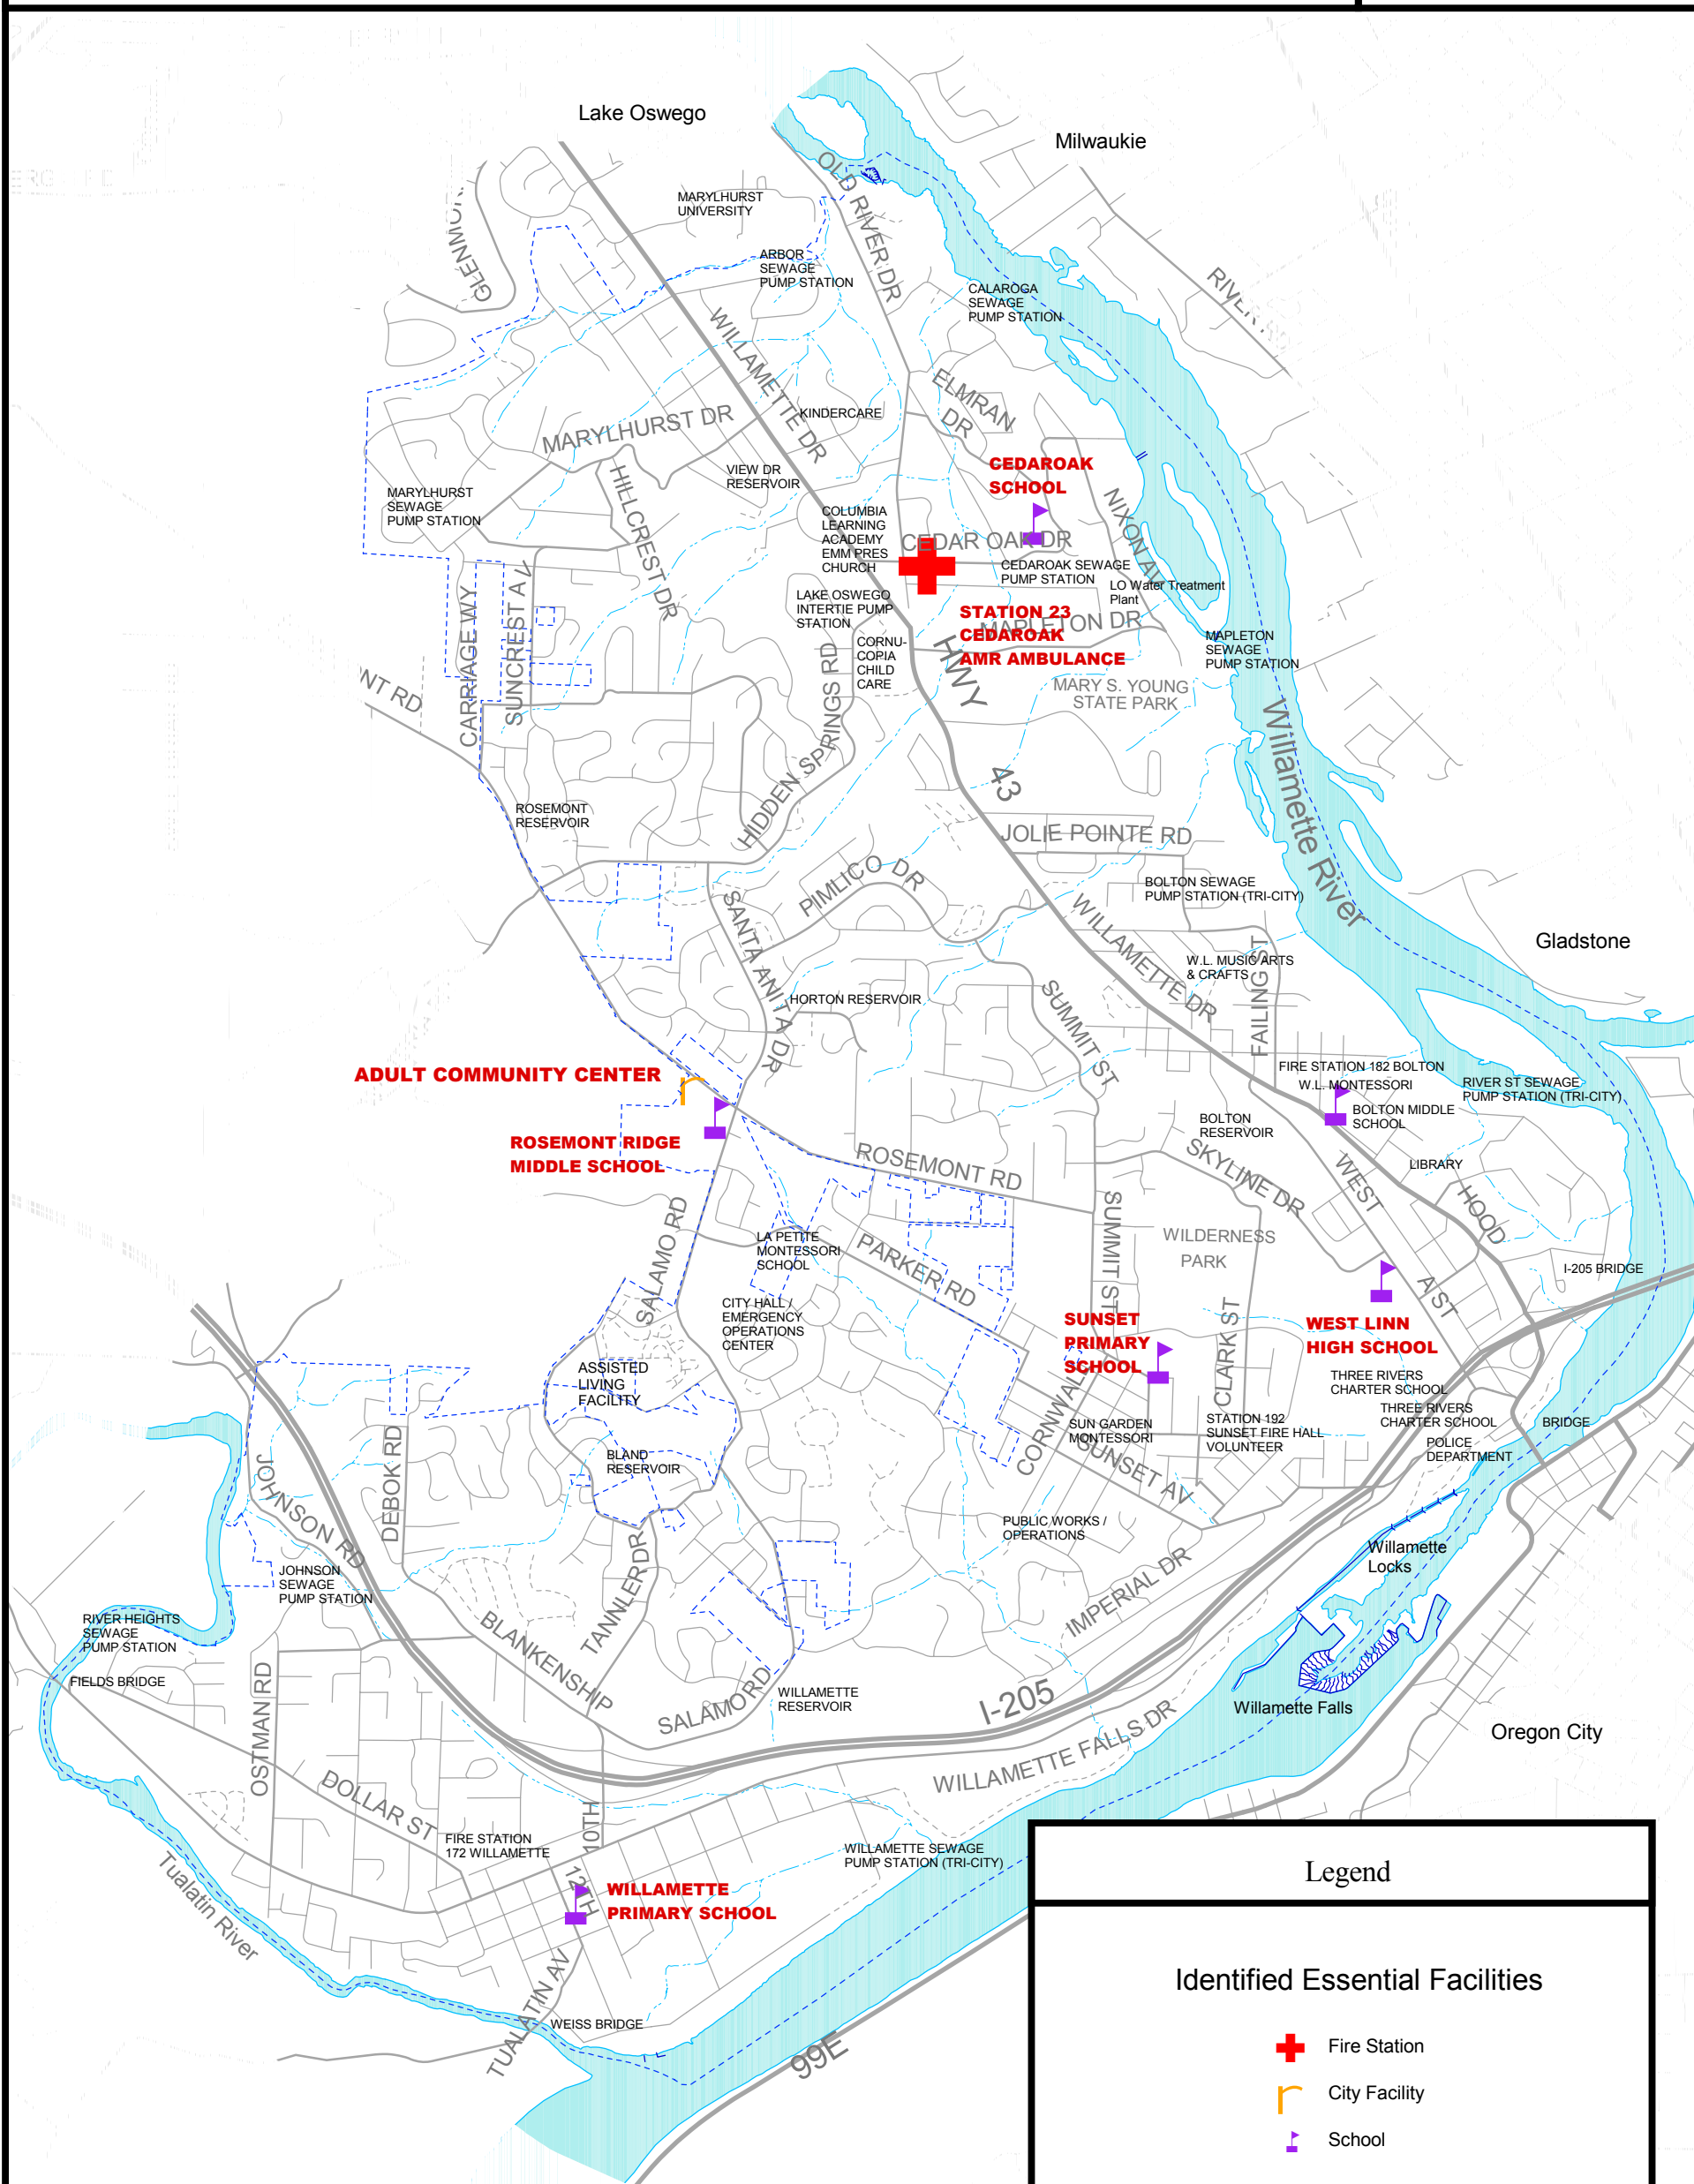 Lake Oswego
Milwaukie
OLD RIVER DR
MARYLHURST
UNIVERSITY
ARBOR
SEWAGE
PUMP STATION
CALAROGA
SEWAGE
PUMP STATION
WILLAMETTE DR
ELMRAN
DR
KINDERCARE
MARYLHURST DR
CEDAROAK
SCHOOL
VIEW DR
RESERVOIR
HILLCREST DR
MARYLHURST
SEWAGE
PUMP STATION
NIXON AV
COLUMBIA
LEARNING
ACADEMY
EMM PRES
CHURCH
CEDAR OAK DR
CEDAROAK SEWAGE
PUMP STATION
LO Water Treatment
Plant
CARRIAGE WY
SUNCREST AV
LAKE OSWEGO
INTERTIE PUMP
STATION
STATION 23
CEDAROAK
AMR AMBULANCE
MAPLETON DR
MAPLETON
SEWAGE
PUMP STATION
CORNU-
COPIA
CHILD
CARE
HWY
43
MARY S. YOUNG
STATE PARK
NT RD
HIDDEN SPRINGS RD
Willamette River
ROSEMONT
RESERVOIR
JOLIE POINTE RD
PIMLICO DR
BOLTON SEWAGE
PUMP STATION (TRI-CITY)
SANTA ANITA DR
WILLAMETTE DR
Gladstone
W.L. MUSIC ARTS
& CRAFTS
FAILING ST
HORTON RESERVOIR
SUMMIT ST
ADULT COMMUNITY CENTER
FIRE STATION 182 BOLTON
W.L. MONTESSORI
RIVER ST SEWAGE
PUMP STATION (TRI-CITY)
BOLTON MIDDLE
SCHOOL
BOLTON
RESERVOIR
ROSEMONT RIDGE
MIDDLE SCHOOL
ROSEMONT RD
SKYLINE DR
WEST
A ST
LIBRARY
HOOD
SALAMO RD
LA PETITE
MONTESSORI
SCHOOL
PARKER RD
SUMMIT ST
WILDERNESS
PARK
I-205 BRIDGE
CITY HALL /
EMERGENCY
OPERATIONS
CENTER
SUNSET
PRIMARY
SCHOOL
CLARK ST
WEST LINN
HIGH SCHOOL
ASSISTED
LIVING
FACILITY
THREE RIVERS
CHARTER SCHOOL
THREE RIVERS
CHARTER SCHOOL
BRIDGE
SUN GARDEN
MONTESSORI
STATION 192
SUNSET FIRE HALL
VOLUNTEER
POLICE
DEPARTMENT
SUNSET AV
JOHNSON RD
DEBOK RD
BLAND
RESERVOIR
PUBLIC WORKS /
OPERATIONS
Willamette
Locks
JOHNSON
SEWAGE
PUMP STATION
TANNLER DR
IMPERIAL DR
RIVER HEIGHTS
SEWAGE
PUMP STATION
BLANKENSHIP
FIELDS BRIDGE
OSTMAN RD
SALAMO RD
WILLAMETTE
RESERVOIR
I-205
Willamette Falls
Oregon City
WILLAMETTE FALLS DR
DOLLAR ST
FIRE STATION
172 WILLAMETTE
10TH
12TH
WILLAMETTE SEWAGE
PUMP STATION (TRI-CITY)
WILLAMETTE
PRIMARY SCHOOL
Tualatin River
TUALATIN AV
WEISS BRIDGE
99E
Legend
Identified Essential Facilities
Fire Station
City Facility
School